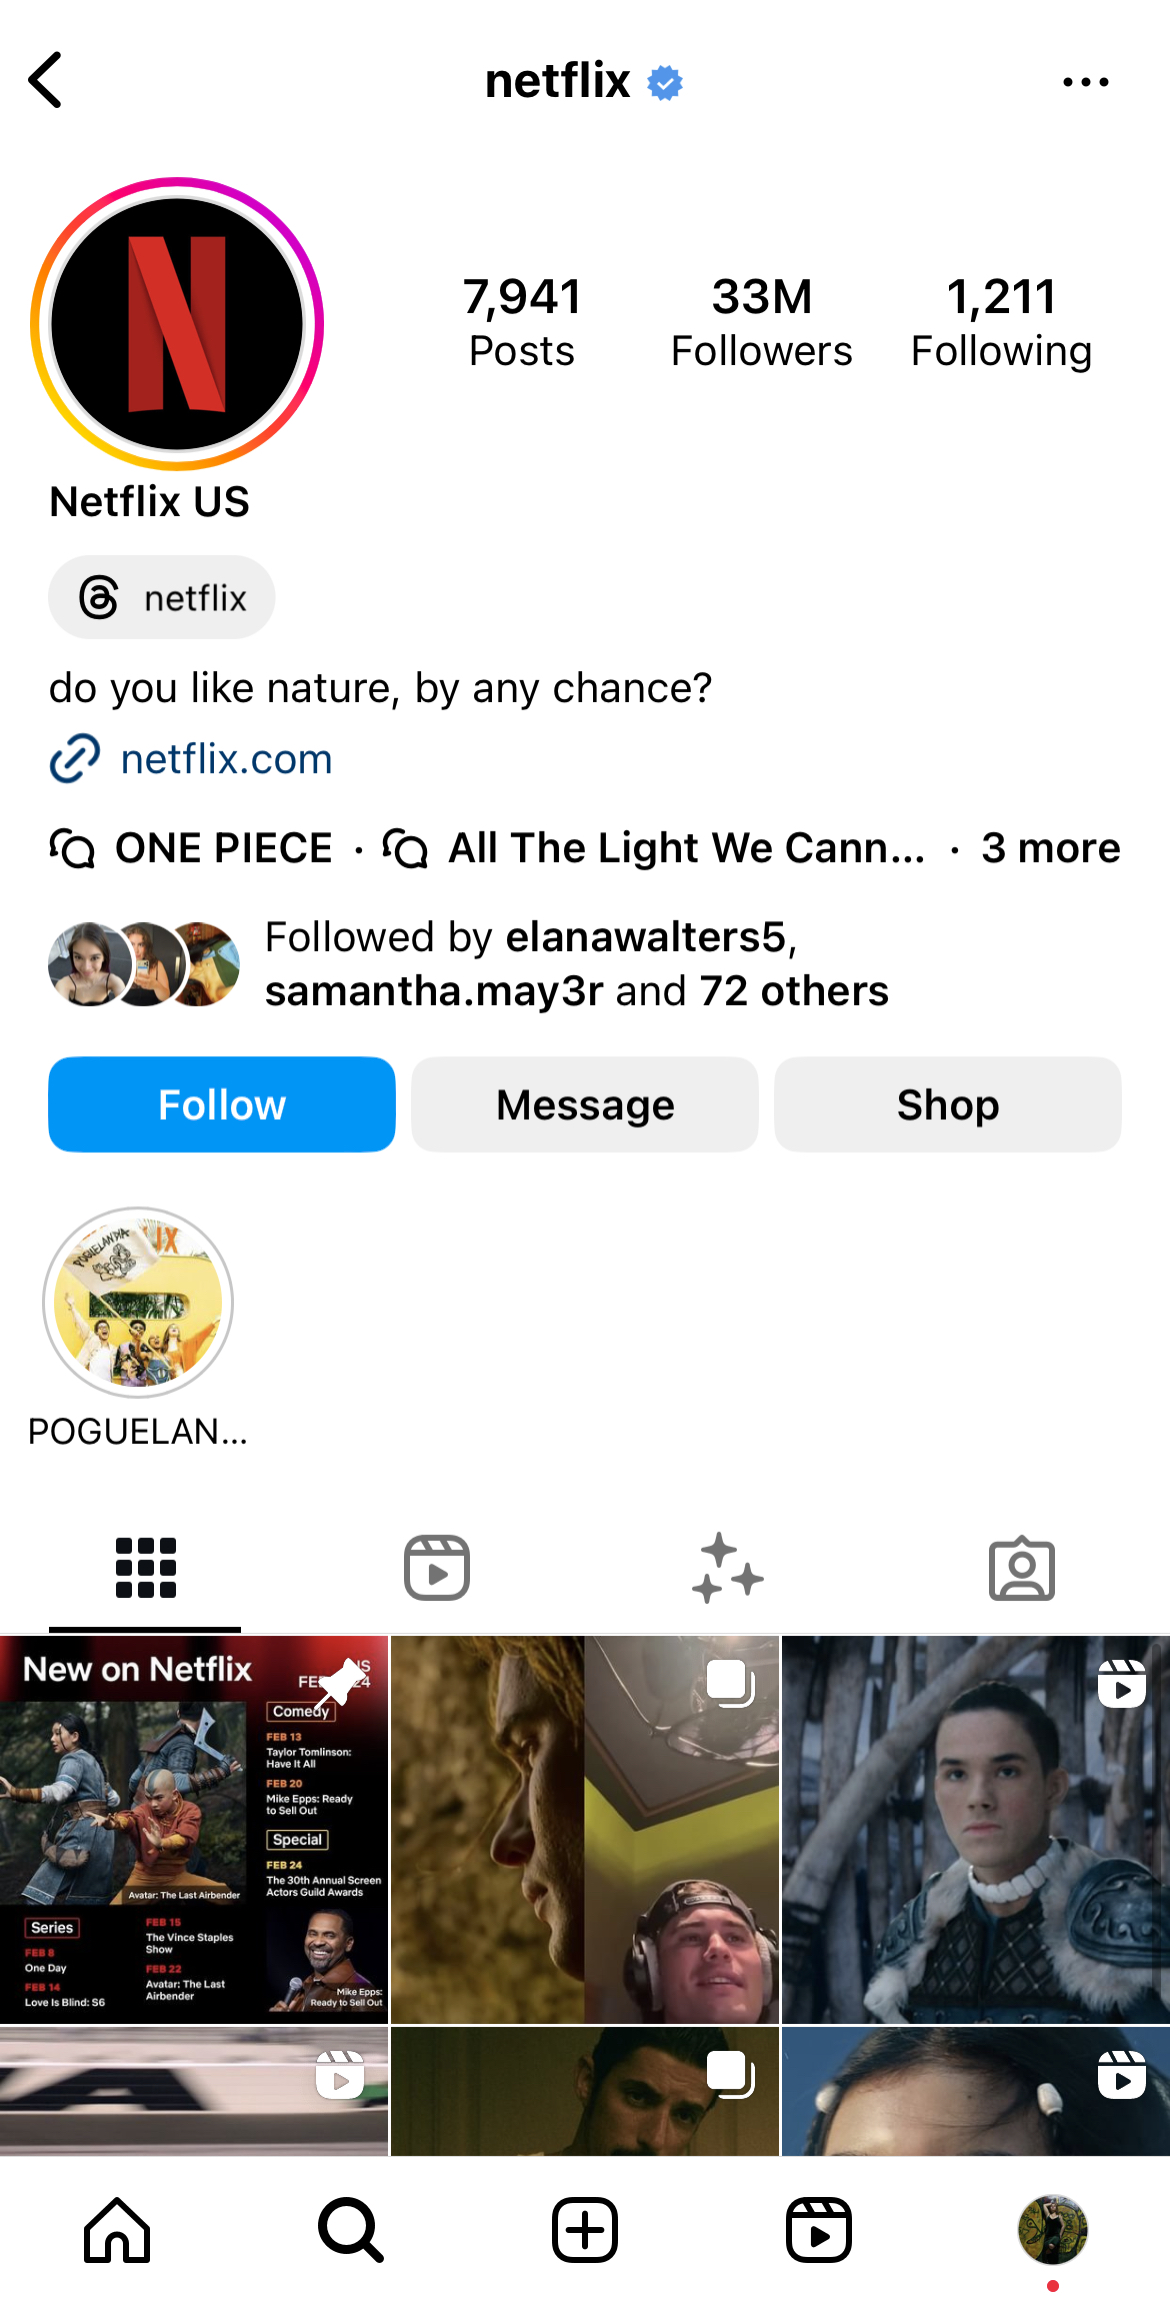 netflix
7,941
Posts
33M
Followers
1,211
Following
Netflix US
netflix
do you like nature, by any chance?
netflix.com
ONE PIECE · All The Light We Cann... · 3 more
Followed by elanawalters5,
samantha.may3r and 72 others
Follow
Message
Shop
POGUELANDIA
POGUELAN...
New on Netflix
Comedy
FEB 13
Taylor Tomlinson:
Have It All
FEB 20
Mike Epps: Ready
to Sell Out
Special
FEB 24
The 30th Annual Screen
Actors Guild Awards
Avatar: The Last Airbender
Series
FEB 8
One Day
FEB 14
Love Is Blind: S6
FEB 15
The Vince Staples
Show
FEB 22
Avatar: The Last
Airbender
Mike Epps:
Ready to Sell Out